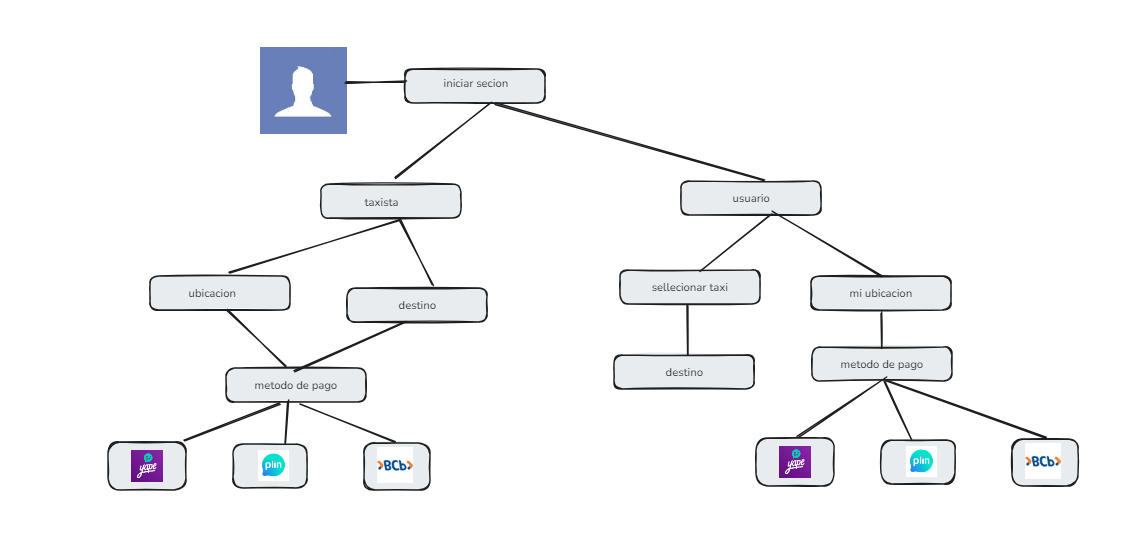 iniciar secion
taxista
usuario
ubicacion
destino
sellecionar taxi
mi ubicacion
destino
metodo de pago
metodo de pago
yape
plin
BCb
yape
plin
BCb